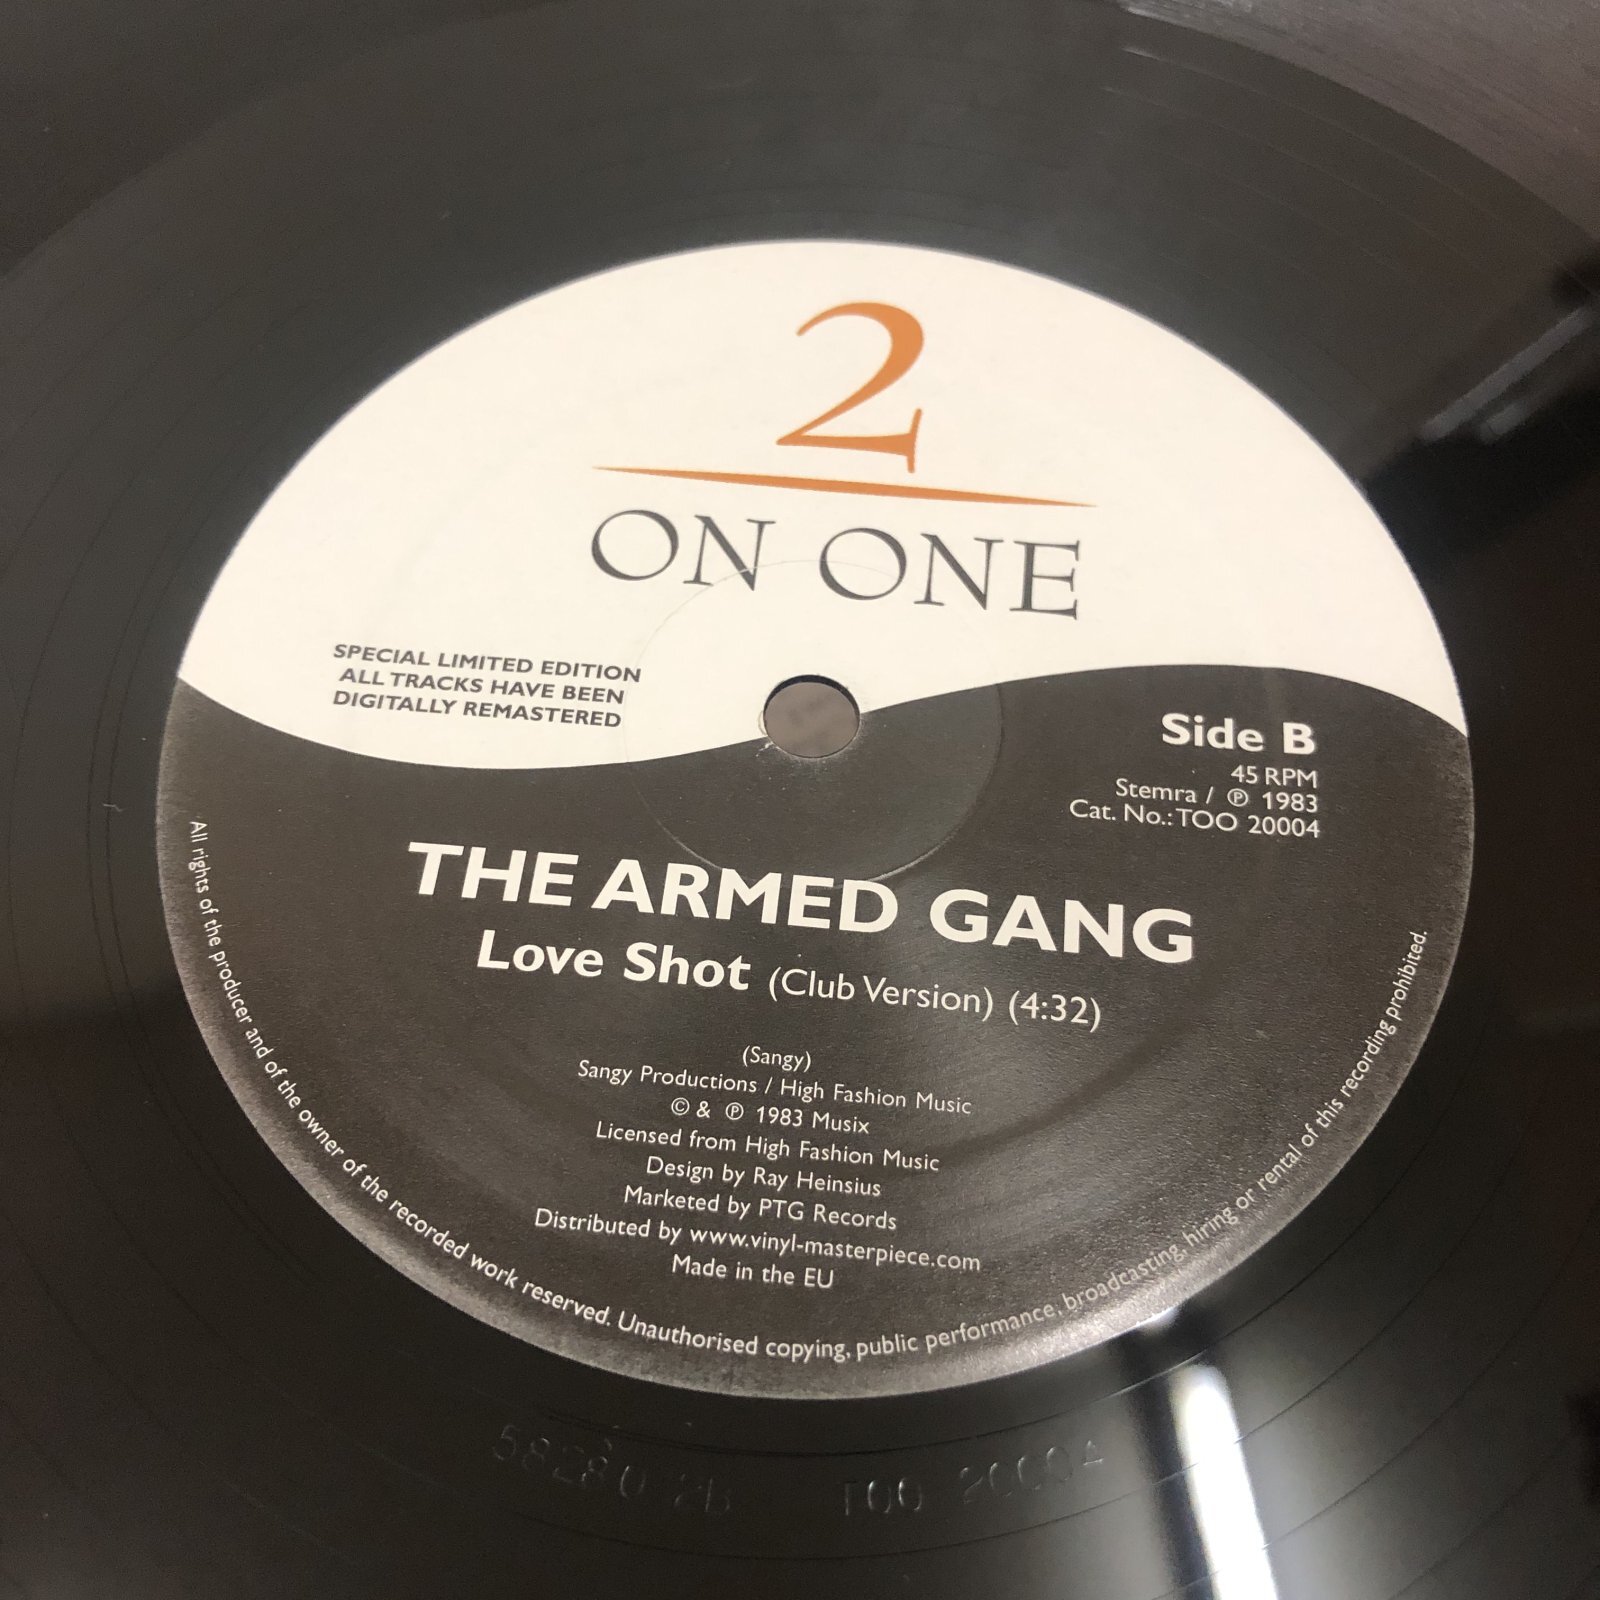 2
ON ONE
SPECIAL LIMITED EDITION
ALL TRACKS HAVE BEEN
DIGITALLY REMASTERED
Side B
45 RPM
Stemra / ℗ 1983
Cat. No.: TOO 20004
THE ARMED GANG
Love Shot (Club Version) (4:32)
(Sangy)
Sangy Productions / High Fashion Music
© & ℗ 1983 Musix
Licensed from High Fashion Music
Design by Ray Heinsius
Marketed by PTG Records
Distributed by www.vinyl-masterpiece.com
Made in the EU
All rights of the producer and of the owner of the recorded work reserved. Unauthorised copying, public performance, broadcasting, hiring or rental of this recording prohibited.
TOO 20004